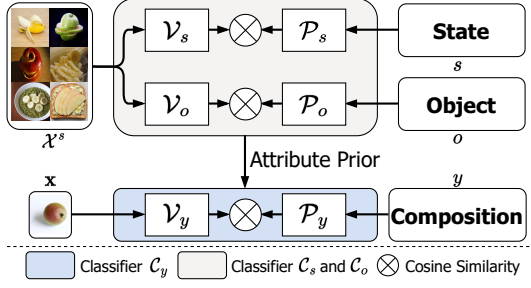 𝒱s 𝒫s State
s
𝒱o 𝒫o Object
𝒳^s o
Attribute Prior
x y
𝒱y 𝒫y Composition
Classifier 𝒞y Classifier 𝒞s and 𝒞o Cosine Similarity